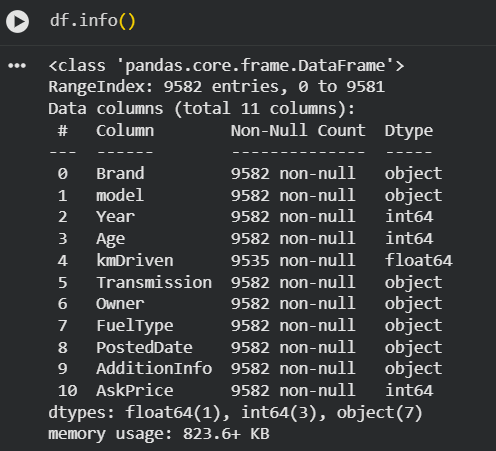 df.info()
<class 'pandas.core.frame.DataFrame'>
RangeIndex: 9582 entries, 0 to 9581
Data columns (total 11 columns):
 #   Column        Non-Null Count  Dtype
---  ------        --------------  -----
 0   Brand         9582 non-null   object
 1   model         9582 non-null   object
 2   Year          9582 non-null   int64
 3   Age           9582 non-null   int64
 4   kmDriven      9535 non-null   float64
 5   Transmission  9582 non-null   object
 6   Owner         9582 non-null   object
 7   FuelType      9582 non-null   object
 8   PostedDate    9582 non-null   object
 9   AdditionInfo  9582 non-null   object
 10  AskPrice      9582 non-null   int64
dtypes: float64(1), int64(3), object(7)
memory usage: 823.6+ KB